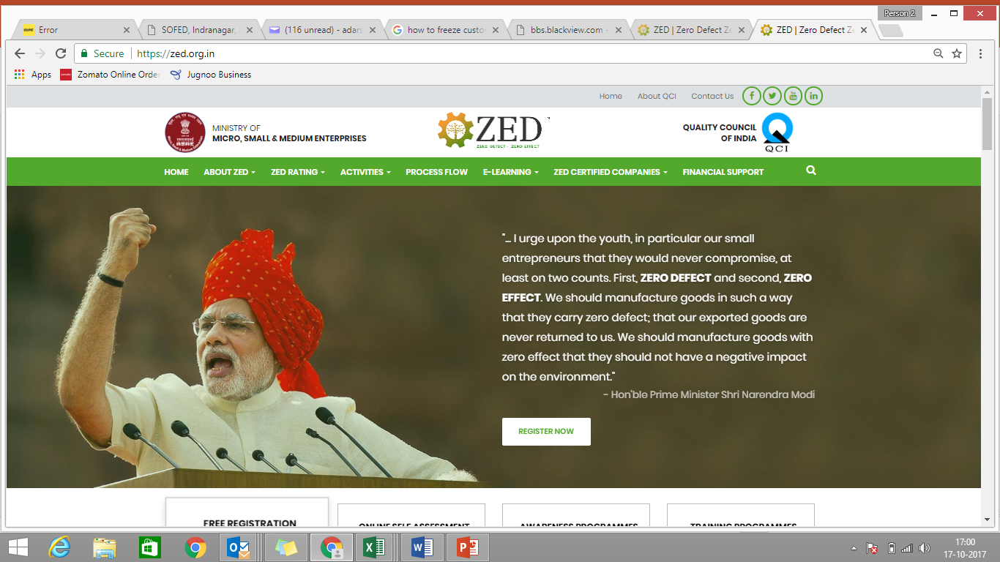 Person 2
Error
SOFED, Indranagar,
(116 unread) - adars
how to freeze custo
bbs.blackview.com -
ZED | Zero Defect Ze
ZED | Zero Defect Ze
Secure
https://zed.org.in
Apps
Zomato Online Order
Jugnoo Business
Home
About QCI
Contact Us
MINISTRY OF
MICRO, SMALL & MEDIUM ENTERPRISES
ZED
ZERO DEFECT - ZERO EFFECT
QUALITY COUNCIL
OF INDIA
QCI
HOME
ABOUT ZED
ZED RATING
ACTIVITIES
PROCESS FLOW
E-LEARNING
ZED CERTIFIED COMPANIES
FINANCIAL SUPPORT
"... I urge upon the youth, in particular our small
entrepreneurs that they would never compromise, at
least on two counts. First, ZERO DEFECT and second, ZERO
EFFECT. We should manufacture goods in such a way
that they carry zero defect; that our exported goods are
never returned to us. We should manufacture goods with
zero effect that they should not have a negative impact
on the environment."
- Hon'ble Prime Minister Shri Narendra Modi
REGISTER NOW
FREE REGISTRATION
ONLINE SELF ASSESSMENT
AWARENESS PROGRAMMES
TRAINING PROGRAMMES
17:00
17-10-2017